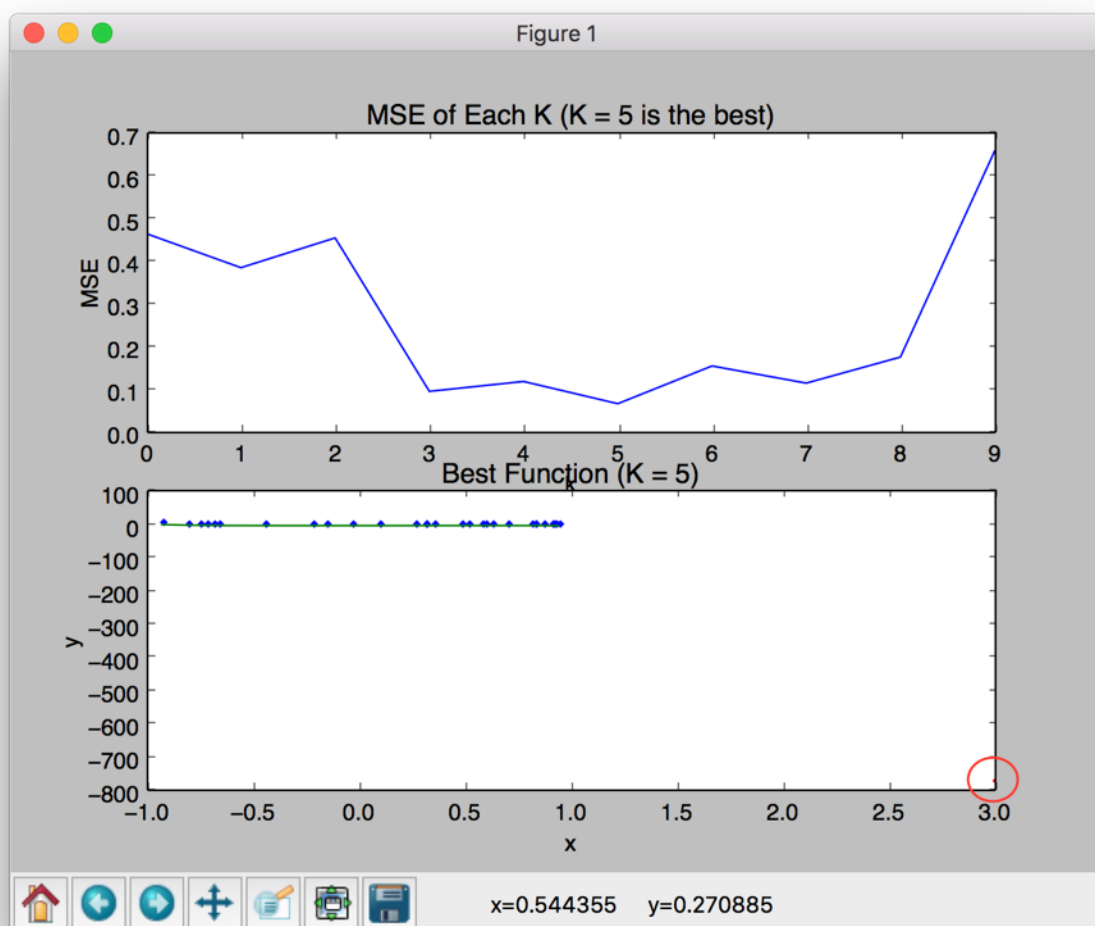 Figure 1
MSE of Each K (K = 5 is the best)
0.7
0.6
0.5
0.4
0.3
0.2
0.1
0.0
MSE
0 1 2 3 4 5 6 7 8 9
k
Best Function (K = 5)
100
0
−100
−200
−300
−400
−500
−600
−700
−800
y
−1.0 −0.5 0.0 0.5 1.0 1.5 2.0 2.5 3.0
x
x=0.544355 y=0.270885